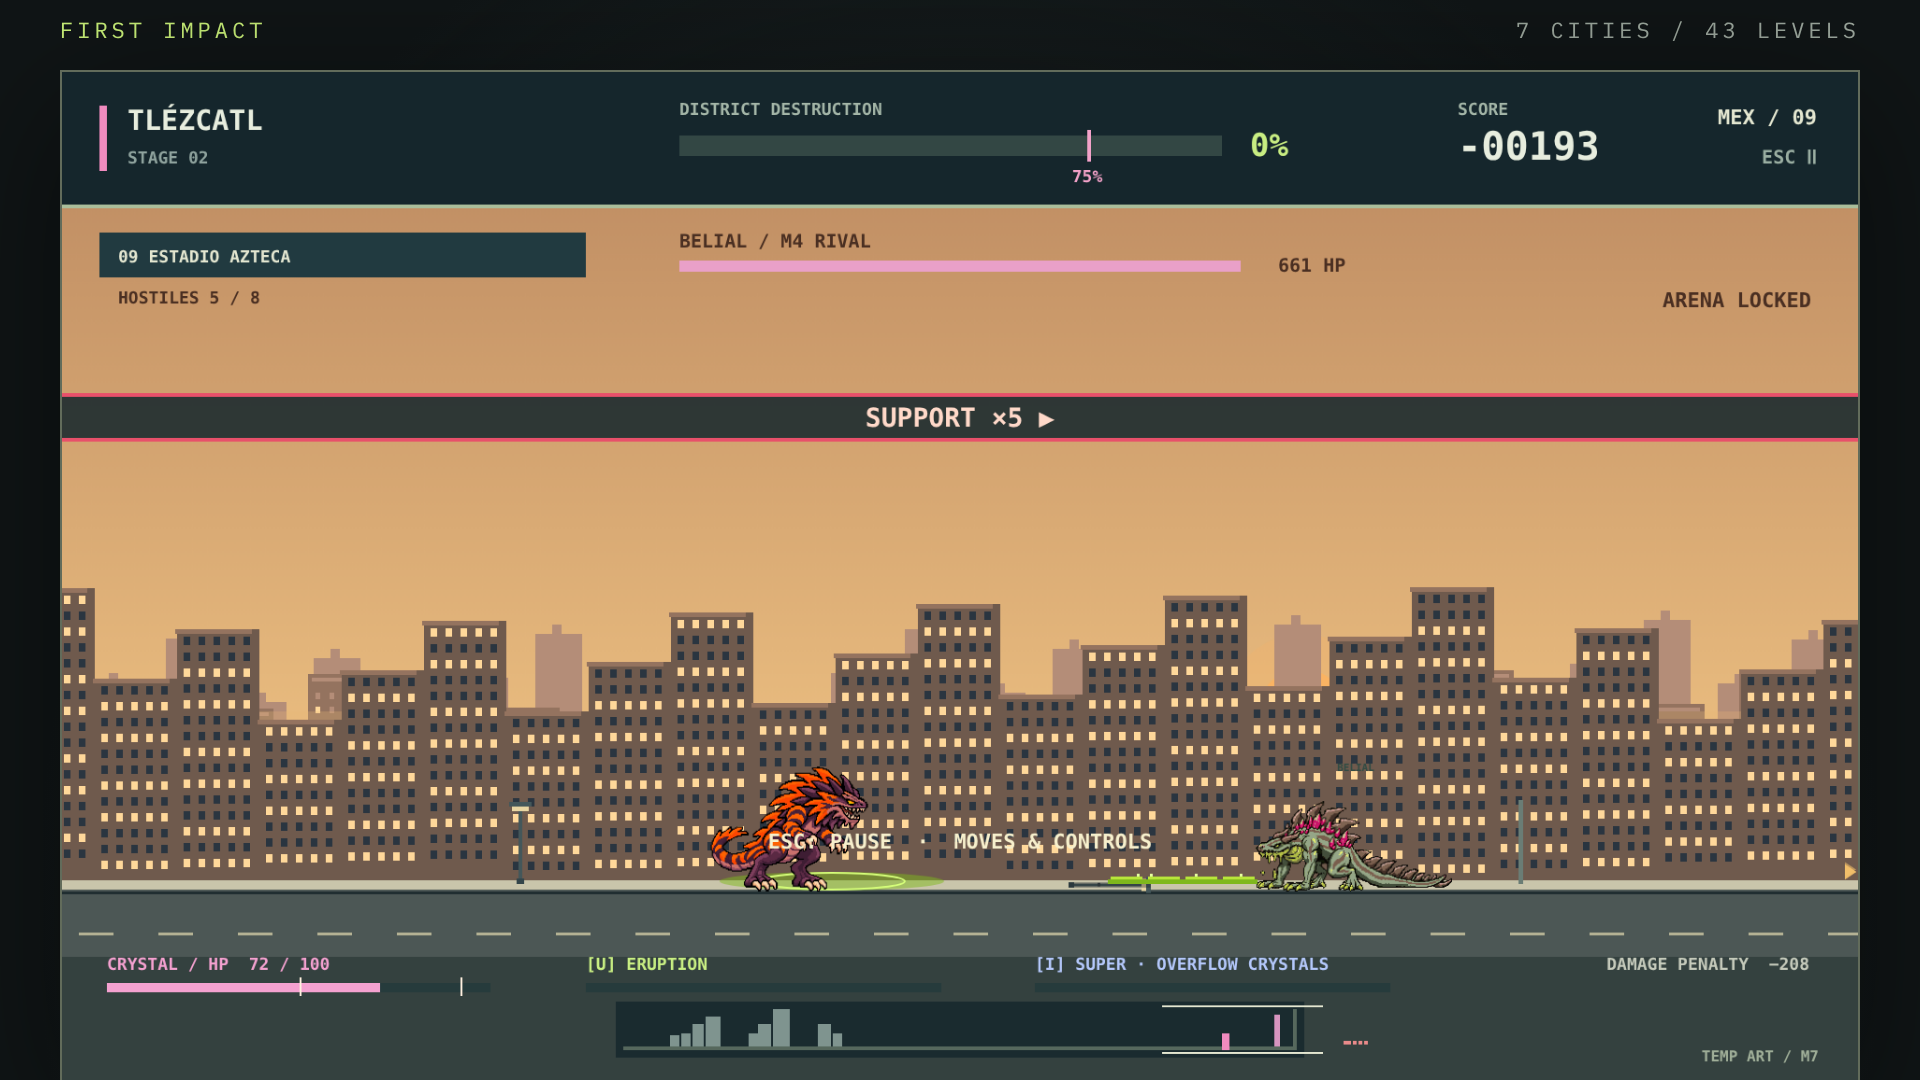 FIRST IMPACT
7 CITIES / 43 LEVELS
TLÉZCATL
STAGE 02
DISTRICT DESTRUCTION
0%
75%
SCORE
-00193
MEX / 09
ESC II
09 ESTADIO AZTECA
HOSTILES 5 / 8
BELIAL / M4 RIVAL
661 HP
ARENA LOCKED
SUPPORT ×5 ▶
BELIAL
ESC: PAUSE · MOVES & CONTROLS
CRYSTAL / HP 72 / 100
[U] ERUPTION
[I] SUPER · OVERFLOW CRYSTALS
DAMAGE PENALTY −208
TEMP ART / M7